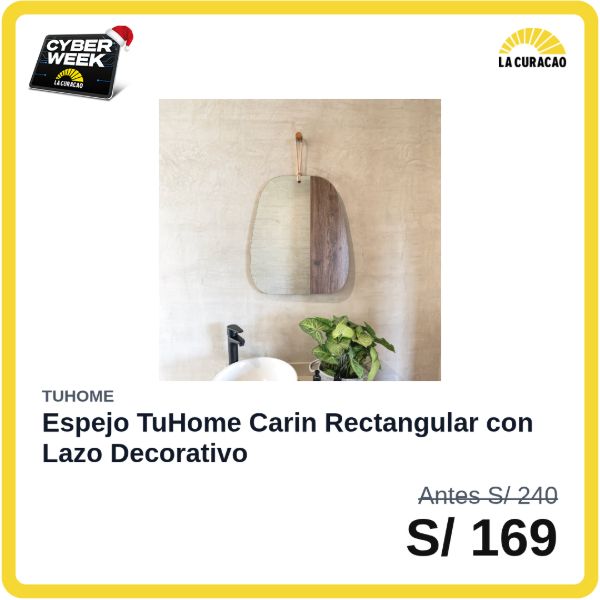 CYBER
WEEK
LA CURACAO
LA CURACAO
TUHOME
Espejo TuHome Carin Rectangular con
Lazo Decorativo
Antes S/ 240
S/ 169